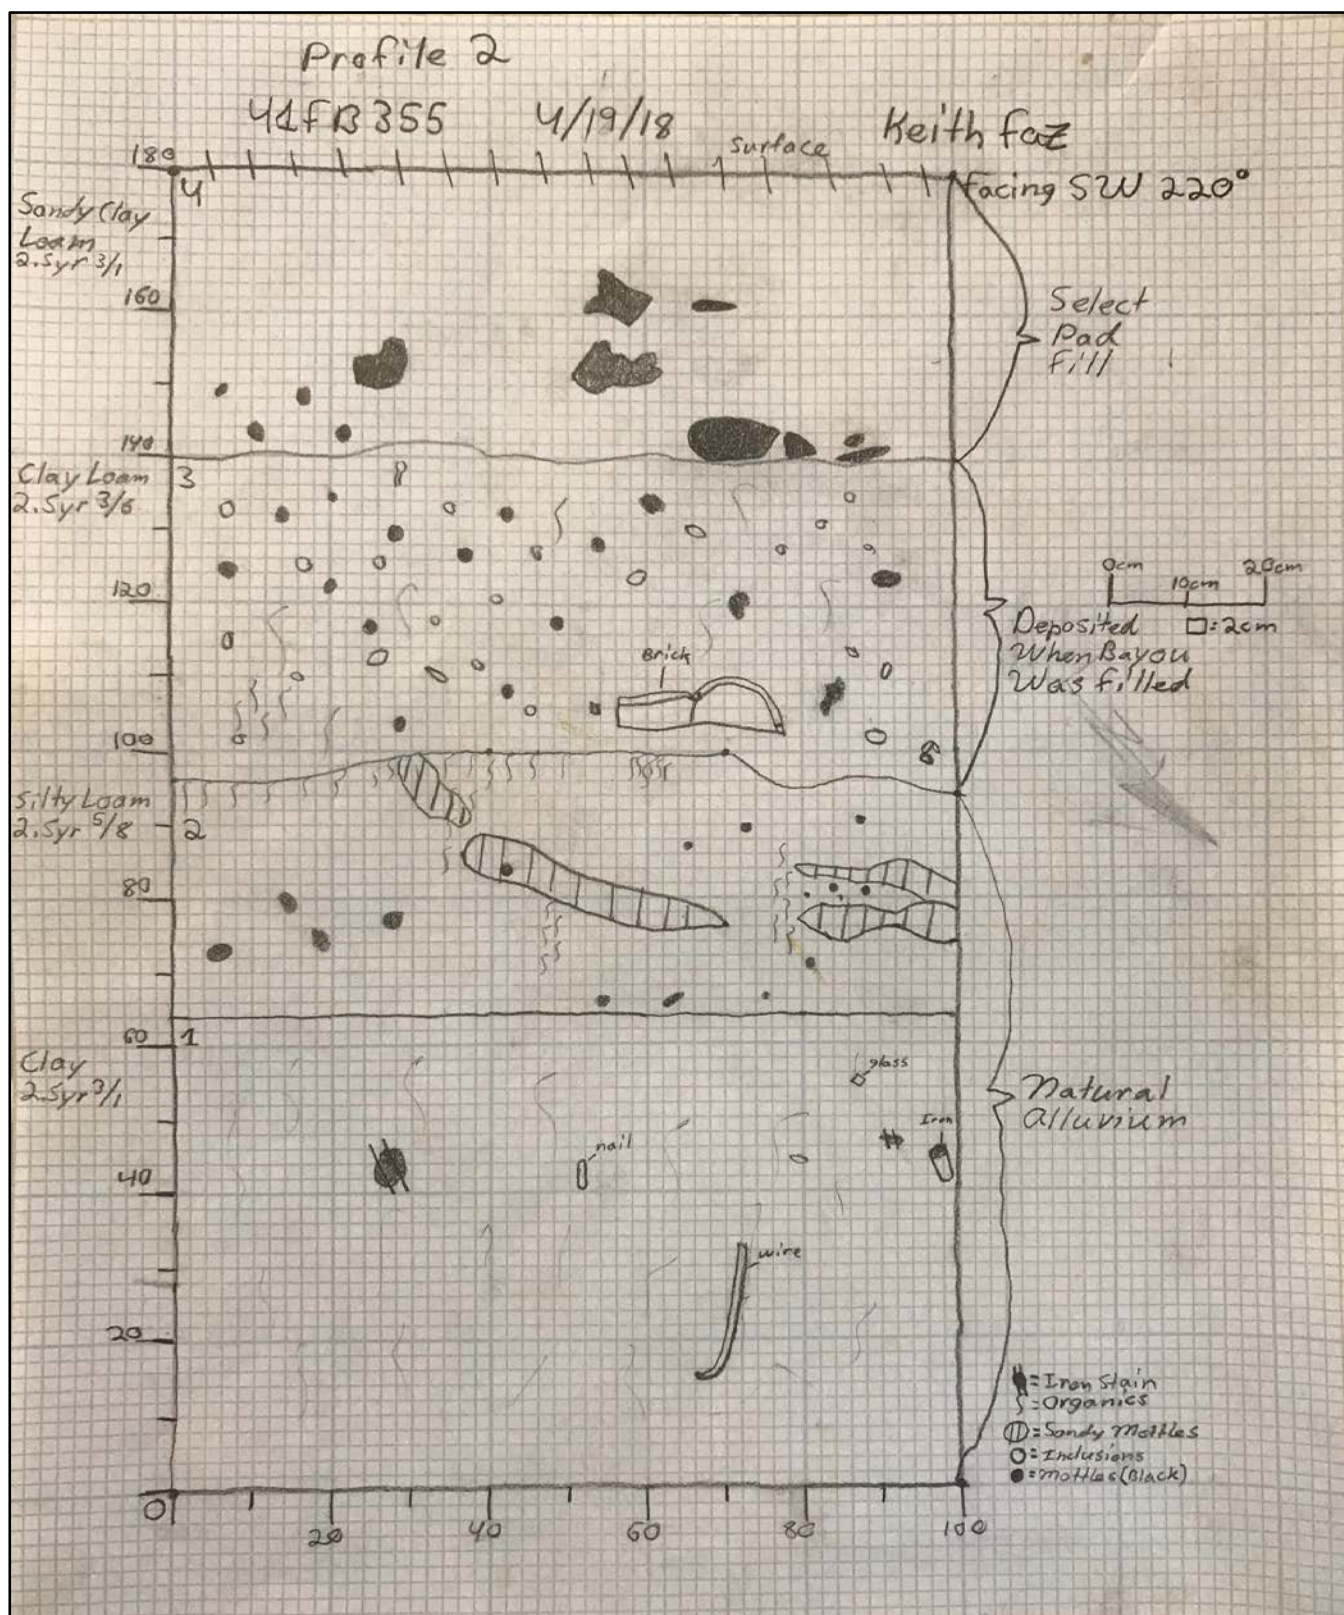 Profile 2
41FB355 4/19/18 Keith Faz
Surface
Facing SW 220°
180
4
Sandy Clay
Loam
2.5yr 3/1
160
Select
Pad
Fill
140
3
Clay Loam
2.5yr 3/6
120
0cm 10cm 20cm
□=2cm
Deposited
When Bayou
Was filled
Brick
100
Silty Loam
2.5yr 5/8
2
80
60
1
Clay
2.5yr 3/1
glass
Natural
Alluvium
Iron
nail
40
wire
20
=Iron Stain
=Organics
=Sandy Mottles
=Inclusions
=Mottles(Black)
0
20 40 60 80 100